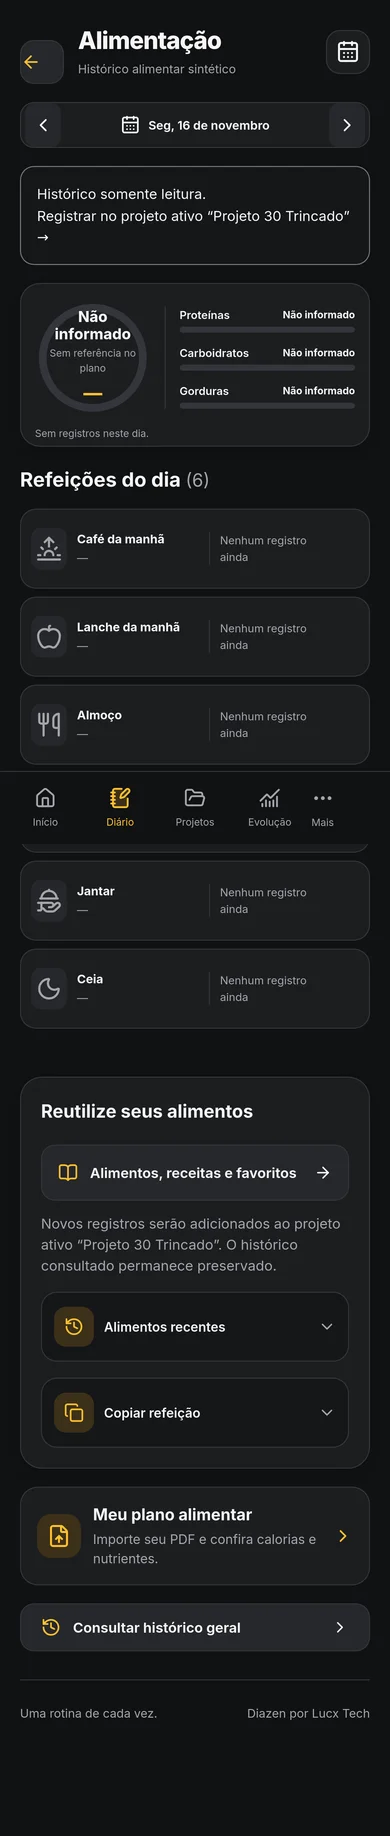 Alimentação
Histórico alimentar sintético
Seg, 16 de novembro
Histórico somente leitura.
Registrar no projeto ativo “Projeto 30 Trincado”
→
Não
informado
Sem referência no
plano
Sem registros neste dia.
Proteínas Não informado
Carboidratos Não informado
Gorduras Não informado
Refeições do dia (6)
Café da manhã
—
Nenhum registro
ainda
Lanche da manhã
—
Nenhum registro
ainda
Almoço
—
Nenhum registro
ainda
Início
Diário
Projetos
Evolução
Mais
Jantar
—
Nenhum registro
ainda
Ceia
—
Nenhum registro
ainda
Reutilize seus alimentos
Alimentos, receitas e favoritos
Novos registros serão adicionados ao projeto
ativo “Projeto 30 Trincado”. O histórico
consultado permanece preservado.
Alimentos recentes
Copiar refeição
Meu plano alimentar
Importe seu PDF e confira calorias e
nutrientes.
Consultar histórico geral
Uma rotina de cada vez.
Diazen por Lucx Tech